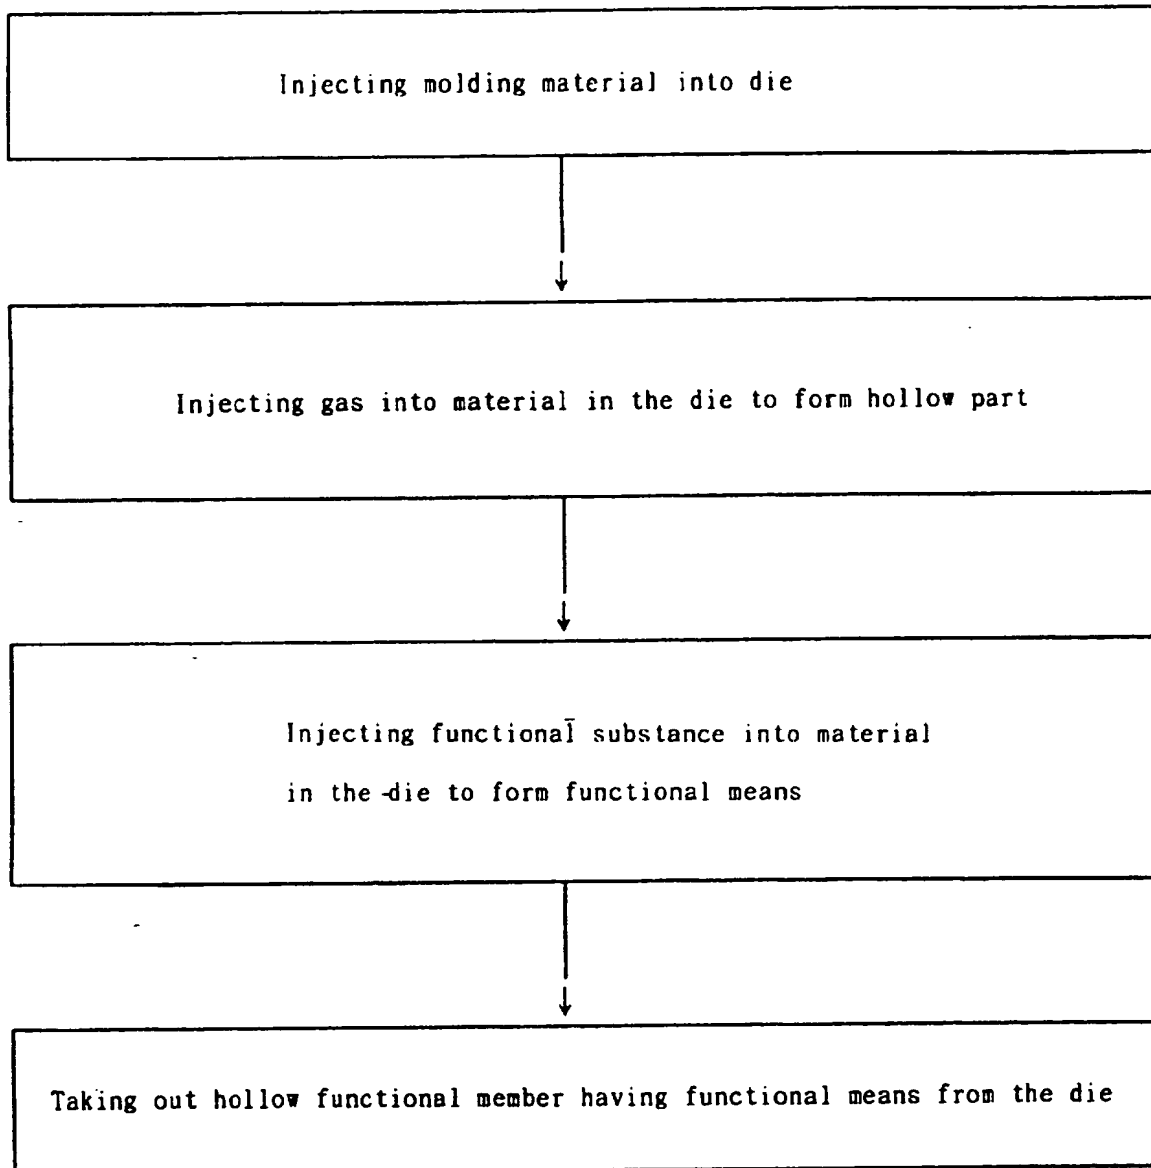 Injecting molding material into die
Injecting gas into material in the die to form hollow part
Injecting functional substance into material
in the die to form functional means
Taking out hollow functional member having functional means from the die